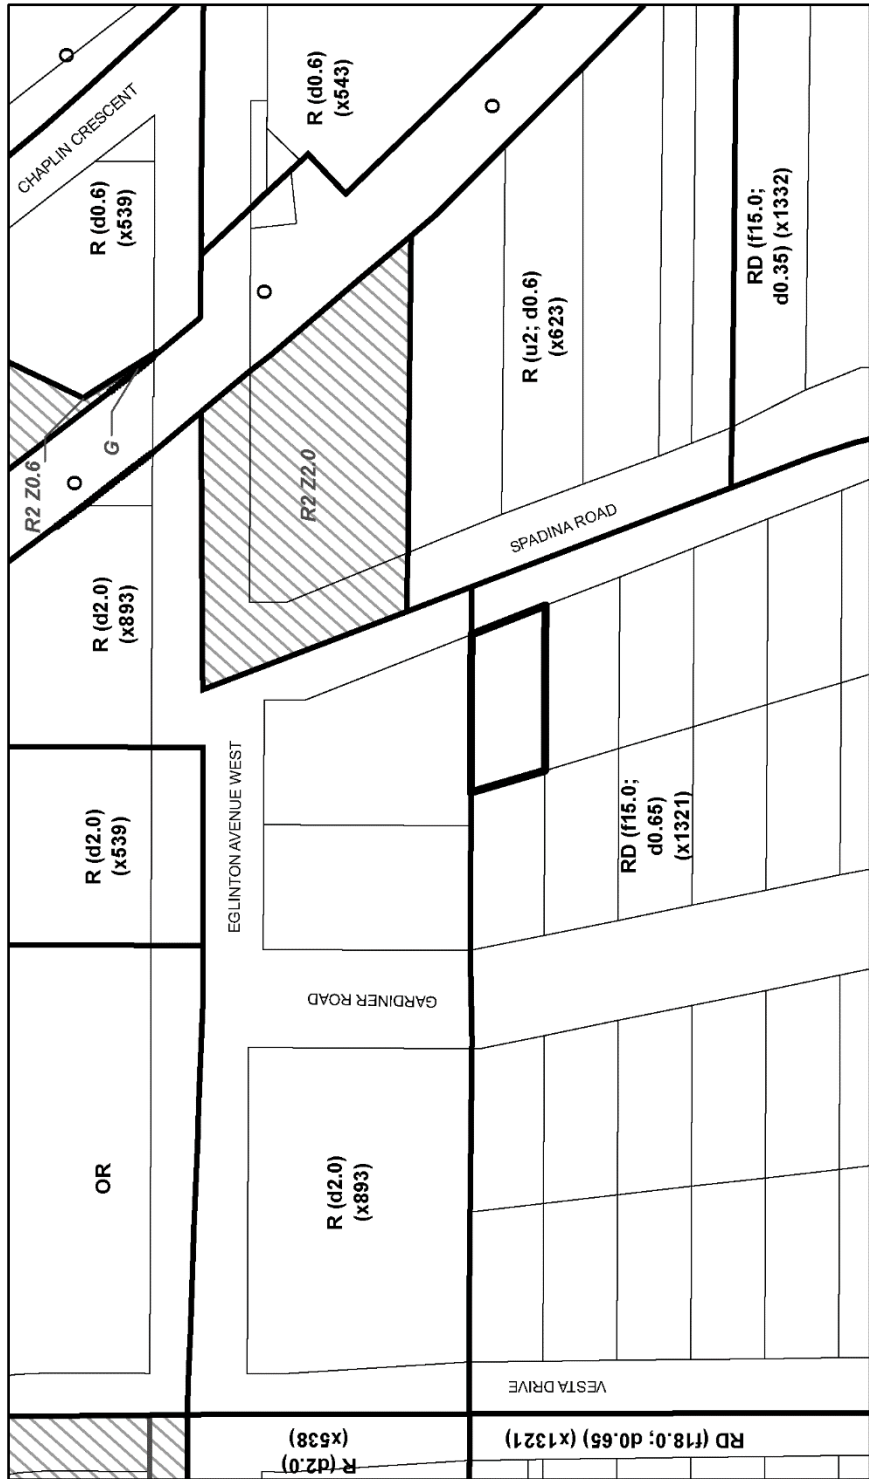 O
CHAPLIN CRESCENT
R (d0.6)
(x539)
R (d0.6)
(x543)
O
O
R2 Z0.6
G
O
R2 Z2.0
R (u2; d0.6)
(x623)
RD (f15.0;
d0.35) (x1332)
SPADINA ROAD
R (d2.0)
(x893)
R (d2.0)
(x539)
EGLINTON AVENUE WEST
RD (f15.0;
d0.65)
(x1321)
GARDINER ROAD
OR
R (d2.0)
(x893)
VESTA DRIVE
R (d2.0)
(x538)
RD (f18.0; d0.65) (x1321)